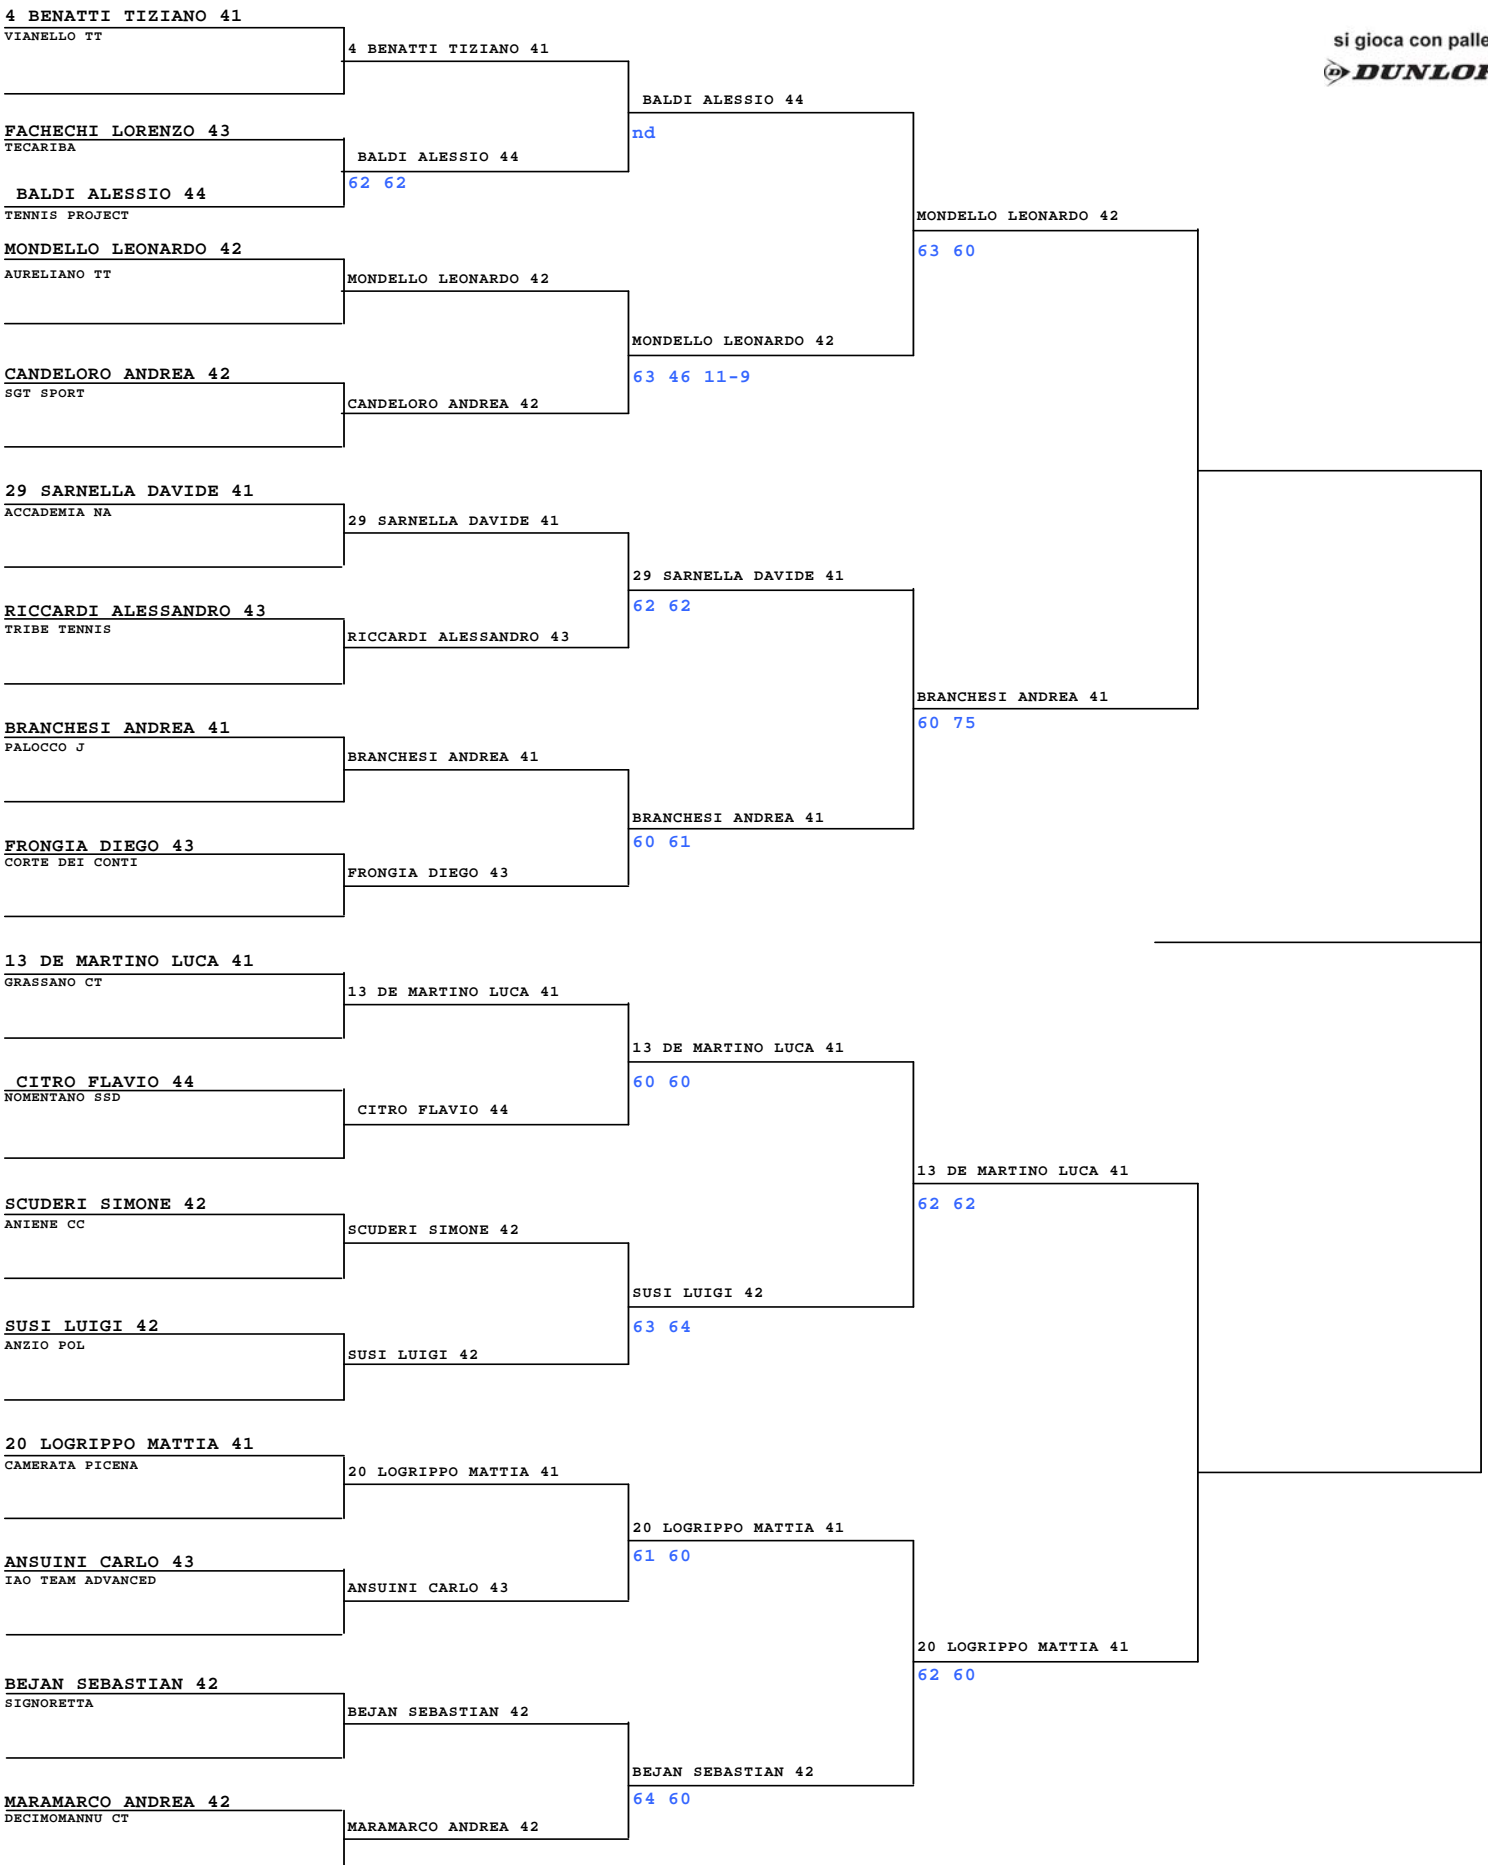 4 BENATTI TIZIANO 41
VIANELLO TT
si gioca con palle
4 BENATTI TIZIANO 41
DUNLOP
BALDI ALESSIO 44
nd
FACHECHI LORENZO 43
TECARIBA
BALDI ALESSIO 44
62 62
BALDI ALESSIO 44
TENNIS PROJECT
MONDELLO LEONARDO 42
63 60
MONDELLO LEONARDO 42
AURELIANO TT
MONDELLO LEONARDO 42
MONDELLO LEONARDO 42
63 46 11-9
CANDELORO ANDREA 42
SGT SPORT
CANDELORO ANDREA 42
29 SARNELLA DAVIDE 41
ACCADEMIA NA
29 SARNELLA DAVIDE 41
29 SARNELLA DAVIDE 41
62 62
RICCARDI ALESSANDRO 43
TRIBE TENNIS
RICCARDI ALESSANDRO 43
BRANCHESI ANDREA 41
60 75
BRANCHESI ANDREA 41
PALOCCO J
BRANCHESI ANDREA 41
BRANCHESI ANDREA 41
60 61
FRONGIA DIEGO 43
CORTE DEI CONTI
FRONGIA DIEGO 43
13 DE MARTINO LUCA 41
GRASSANO CT
13 DE MARTINO LUCA 41
13 DE MARTINO LUCA 41
60 60
CITRO FLAVIO 44
NOMENTANO SSD
CITRO FLAVIO 44
13 DE MARTINO LUCA 41
62 62
SCUDERI SIMONE 42
ANIENE CC
SCUDERI SIMONE 42
SUSI LUIGI 42
63 64
SUSI LUIGI 42
ANZIO POL
SUSI LUIGI 42
20 LOGRIPPO MATTIA 41
CAMERATA PICENA
20 LOGRIPPO MATTIA 41
20 LOGRIPPO MATTIA 41
61 60
ANSUINI CARLO 43
IAO TEAM ADVANCED
ANSUINI CARLO 43
20 LOGRIPPO MATTIA 41
62 60
BEJAN SEBASTIAN 42
SIGNORETTA
BEJAN SEBASTIAN 42
BEJAN SEBASTIAN 42
64 60
MARAMARCO ANDREA 42
DECIMOMANNU CT
MARAMARCO ANDREA 42